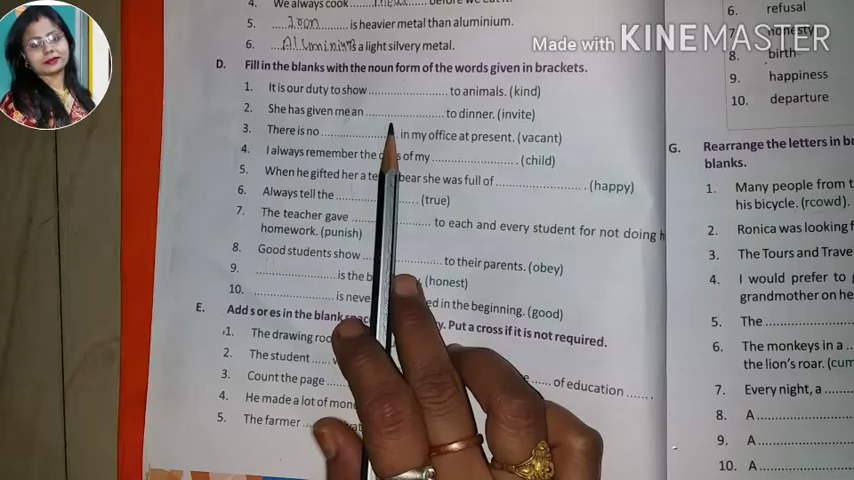 4. We always cook before we eat it.
5. Iron is heavier metal than aluminium.
6. Aluminium is a light silvery metal.
Made with KINEMASTER
D. Fill in the blanks with the noun form of the words given in brackets.
1. It is our duty to show .................... to animals. (kind)
2. She has given me an .................... to dinner. (invite)
3. There is no .................... in my office at present. (vacant)
4. I always remember the of my .................... (child)
5. When he gifted her a bear she was full of .................... (happy)
6. Always tell the .................... (true)
7. The teacher gave .................... to each and every student for not doing
homework. (punish)
8. Good students show .................... to their parents. (obey)
9. .................... is the (honest)
10. .................... is in the beginning. (good)
E. Add s or es in the blank Put a cross if it is not required.
1. The drawing
2. The student ......
3. Count the page ...... of education ......
4. He made a lot of
5. The farmer
6. refusal
7. honesty
8. birth
9. happiness
10. departure
G. Rearrange the letters in
blanks.
1. Many people from
his bicycle. (rcowd)
2. Ronica was looking
3. The Tours and
4. I would prefer to
grandmother on
5. The ....................
6. The monkeys in a
the lion's roar.
7. Every night, a ..........
8. A ....................
9. A ....................
10. A ....................